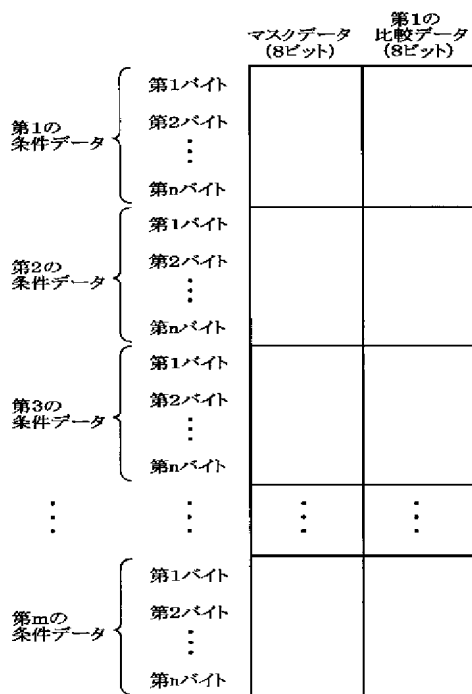 マスクデータ
(8ビット)
第1の
比較データ
(8ビット)
第1の
条件データ
第1バイト
第2バイト
⋮
第nバイト
第2の
条件データ
第1バイト
第2バイト
⋮
第nバイト
第3の
条件データ
第1バイト
第2バイト
⋮
第nバイト
⋮ ⋮ ⋮ ⋮
第mの
条件データ
第1バイト
第2バイト
⋮
第nバイト